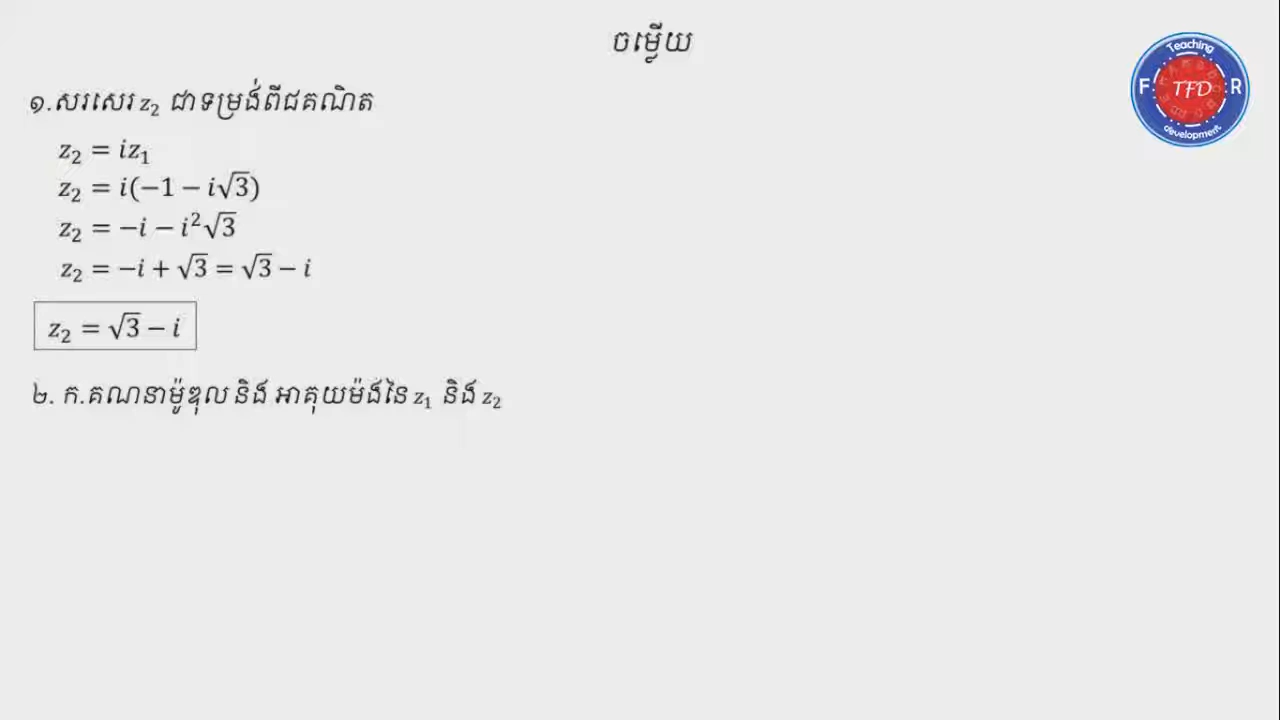 ចម្លើយ
Teaching
F TFD R
development
១.សរសេរ z₂ ជាទម្រង់ពីជគណិត
z₂ = iz₁
z₂ = i(−1 − i√3)
z₂ = −i − i²√3
z₂ = −i + √3 = √3 − i
z₂ = √3 − i
២. ក.គណនាម៉ូឌុល និង អាគុយម៉ង់នៃ z₁ និង z₂